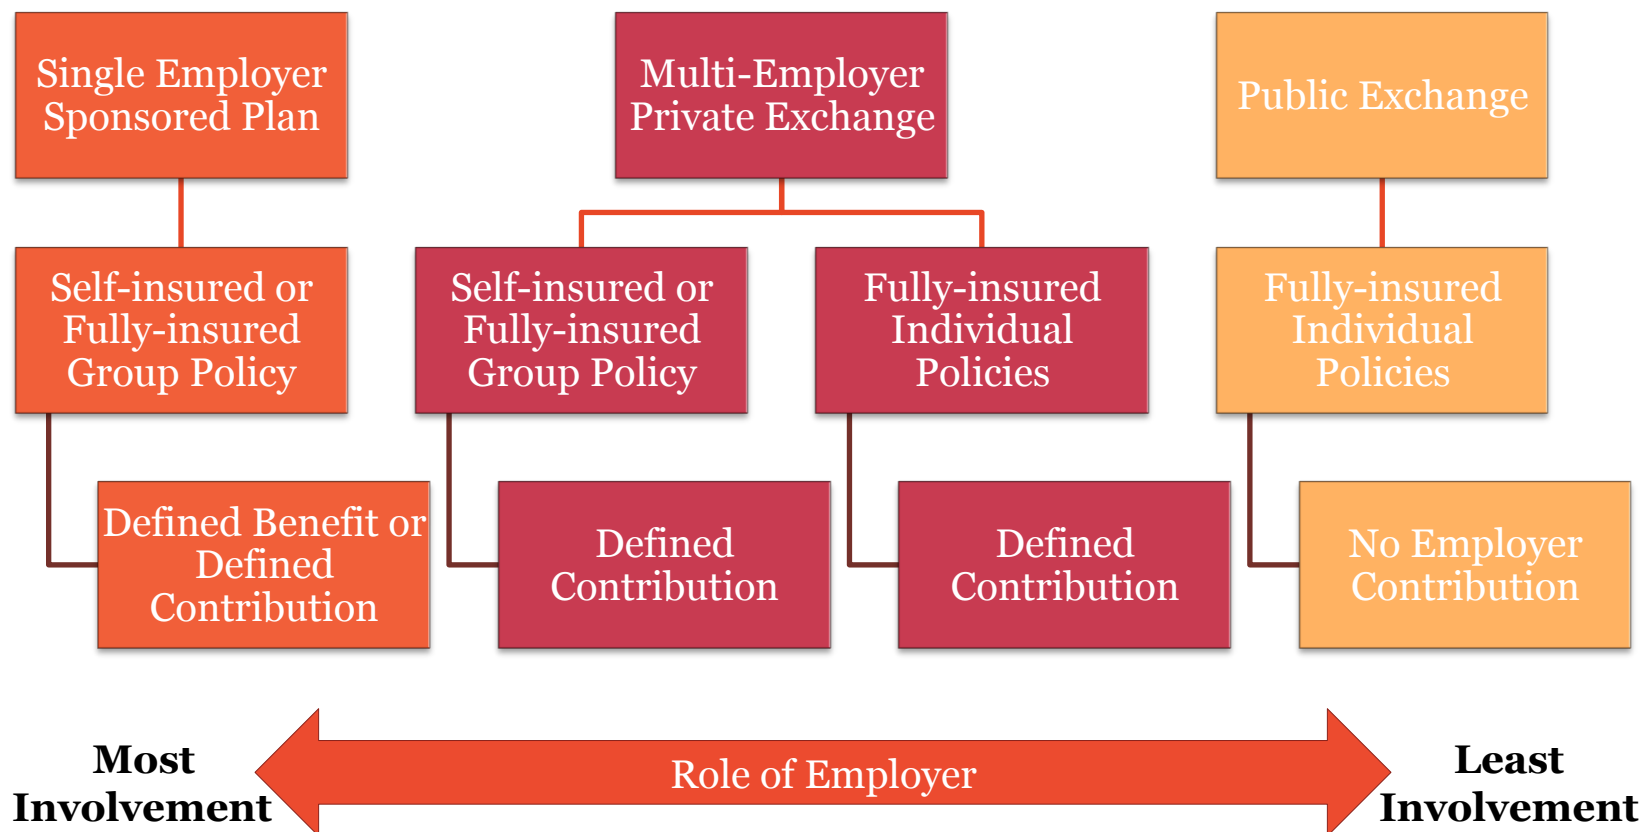 Single Employer
Sponsored Plan
Multi-Employer
Private Exchange
Public Exchange
Self-insured or
Fully-insured
Group Policy
Self-insured or
Fully-insured
Group Policy
Fully-insured
Individual
Policies
Fully-insured
Individual
Policies
Defined Benefit or
Defined
Contribution
Defined
Contribution
Defined
Contribution
No Employer
Contribution
Most
Involvement
Role of Employer
Least
Involvement